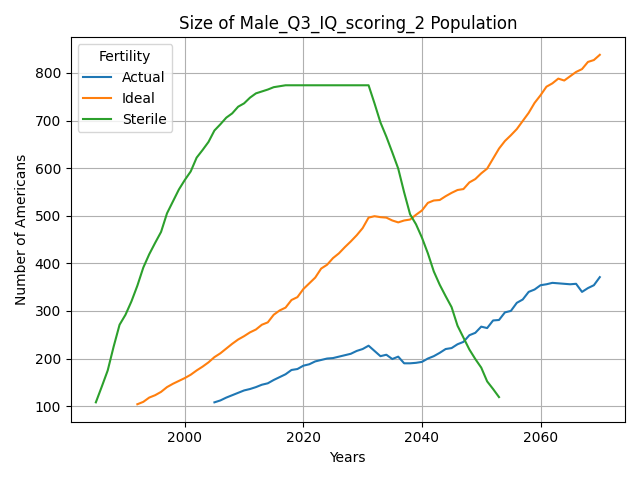 Size of Male_Q3_IQ_scoring_2 Population
Fertility
Actual
Ideal
Sterile
Number of Americans
800
700
600
500
400
300
200
100
2000
2020
2040
2060
Years